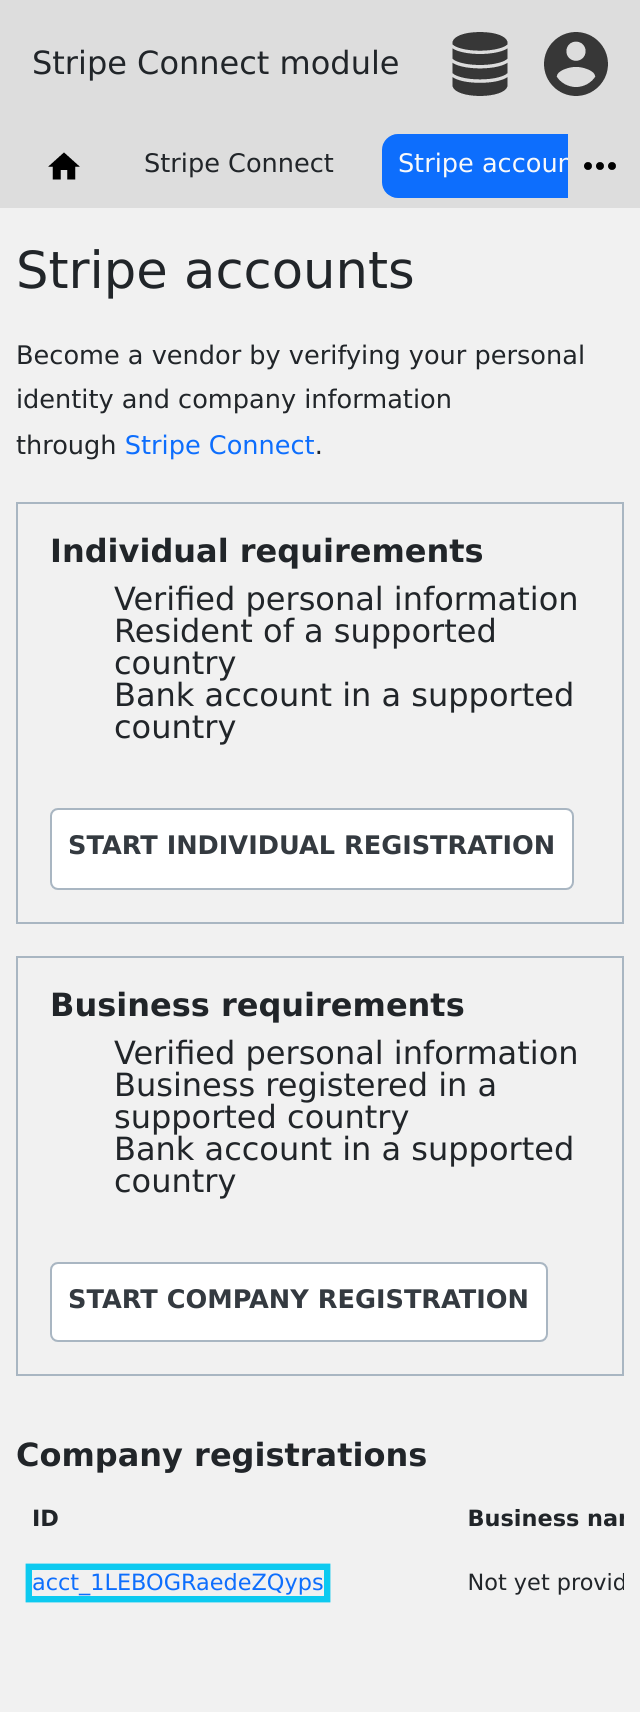 Stripe Connect module
Stripe Connect
Stripe accoun
Stripe accounts
Become a vendor by verifying your personal
identity and company information
through Stripe Connect.
Individual requirements
Verified personal information
Resident of a supported
country
Bank account in a supported
country
START INDIVIDUAL REGISTRATION
Business requirements
Verified personal information
Business registered in a
supported country
Bank account in a supported
country
START COMPANY REGISTRATION
Company registrations
ID
Business nam
acct_1LEBOGRaedeZQyps
Not yet provid